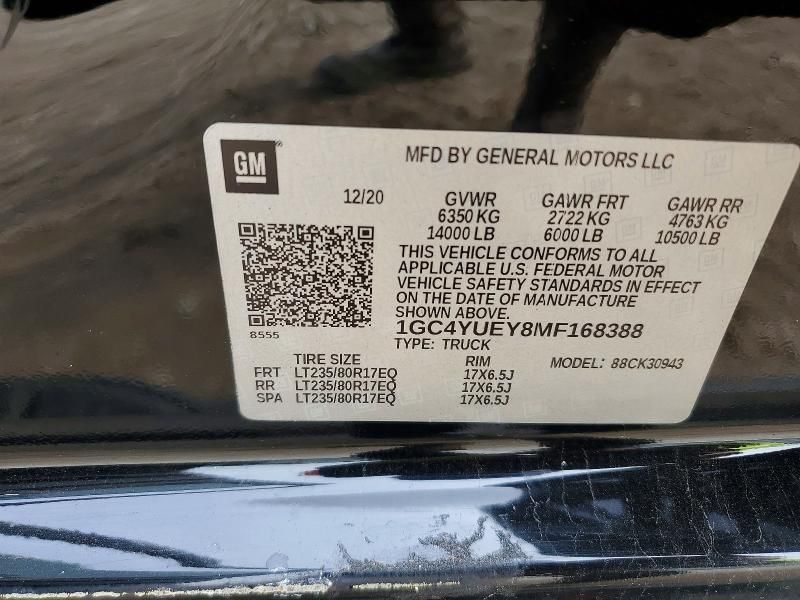 GM
MFD BY GENERAL MOTORS LLC
12/20 GVWR GAWR FRT GAWR RR
6350 KG 2722 KG 4763 KG
14000 LB 6000 LB 10500 LB
THIS VEHICLE CONFORMS TO ALL
APPLICABLE U.S. FEDERAL MOTOR
VEHICLE SAFETY STANDARDS IN EFFECT
ON THE DATE OF MANUFACTURE
SHOWN ABOVE.
8555
1GC4YUEY8MF168388
TYPE: TRUCK
TIRE SIZE RIM MODEL: 88CK30943
FRT LT235/80R17EQ 17X6.5J
RR LT235/80R17EQ 17X6.5J
SPA LT235/80R17EQ 17X6.5J